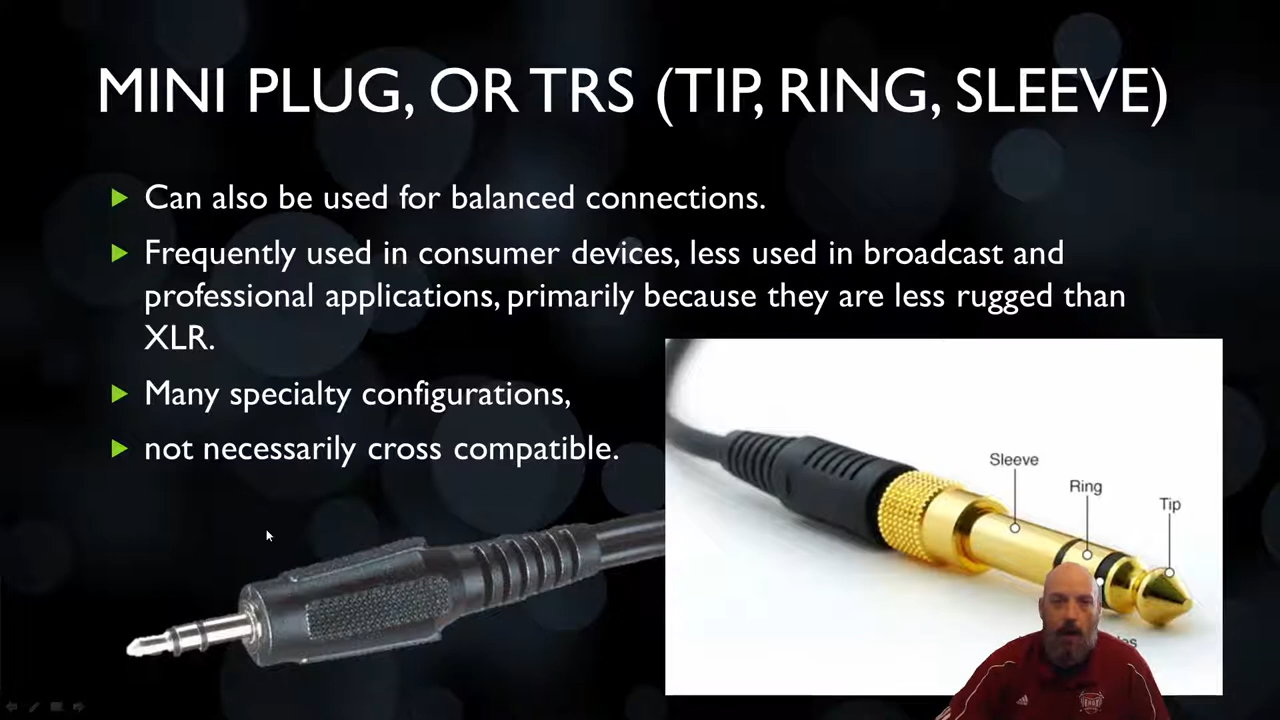 MINI PLUG, OR TRS (TIP, RING, SLEEVE)
Can also be used for balanced connections.
Frequently used in consumer devices, less used in broadcast and
professional applications, primarily because they are less rugged than
XLR.
Many specialty configurations,
not necessarily cross compatible.
Sleeve
Ring
Tip